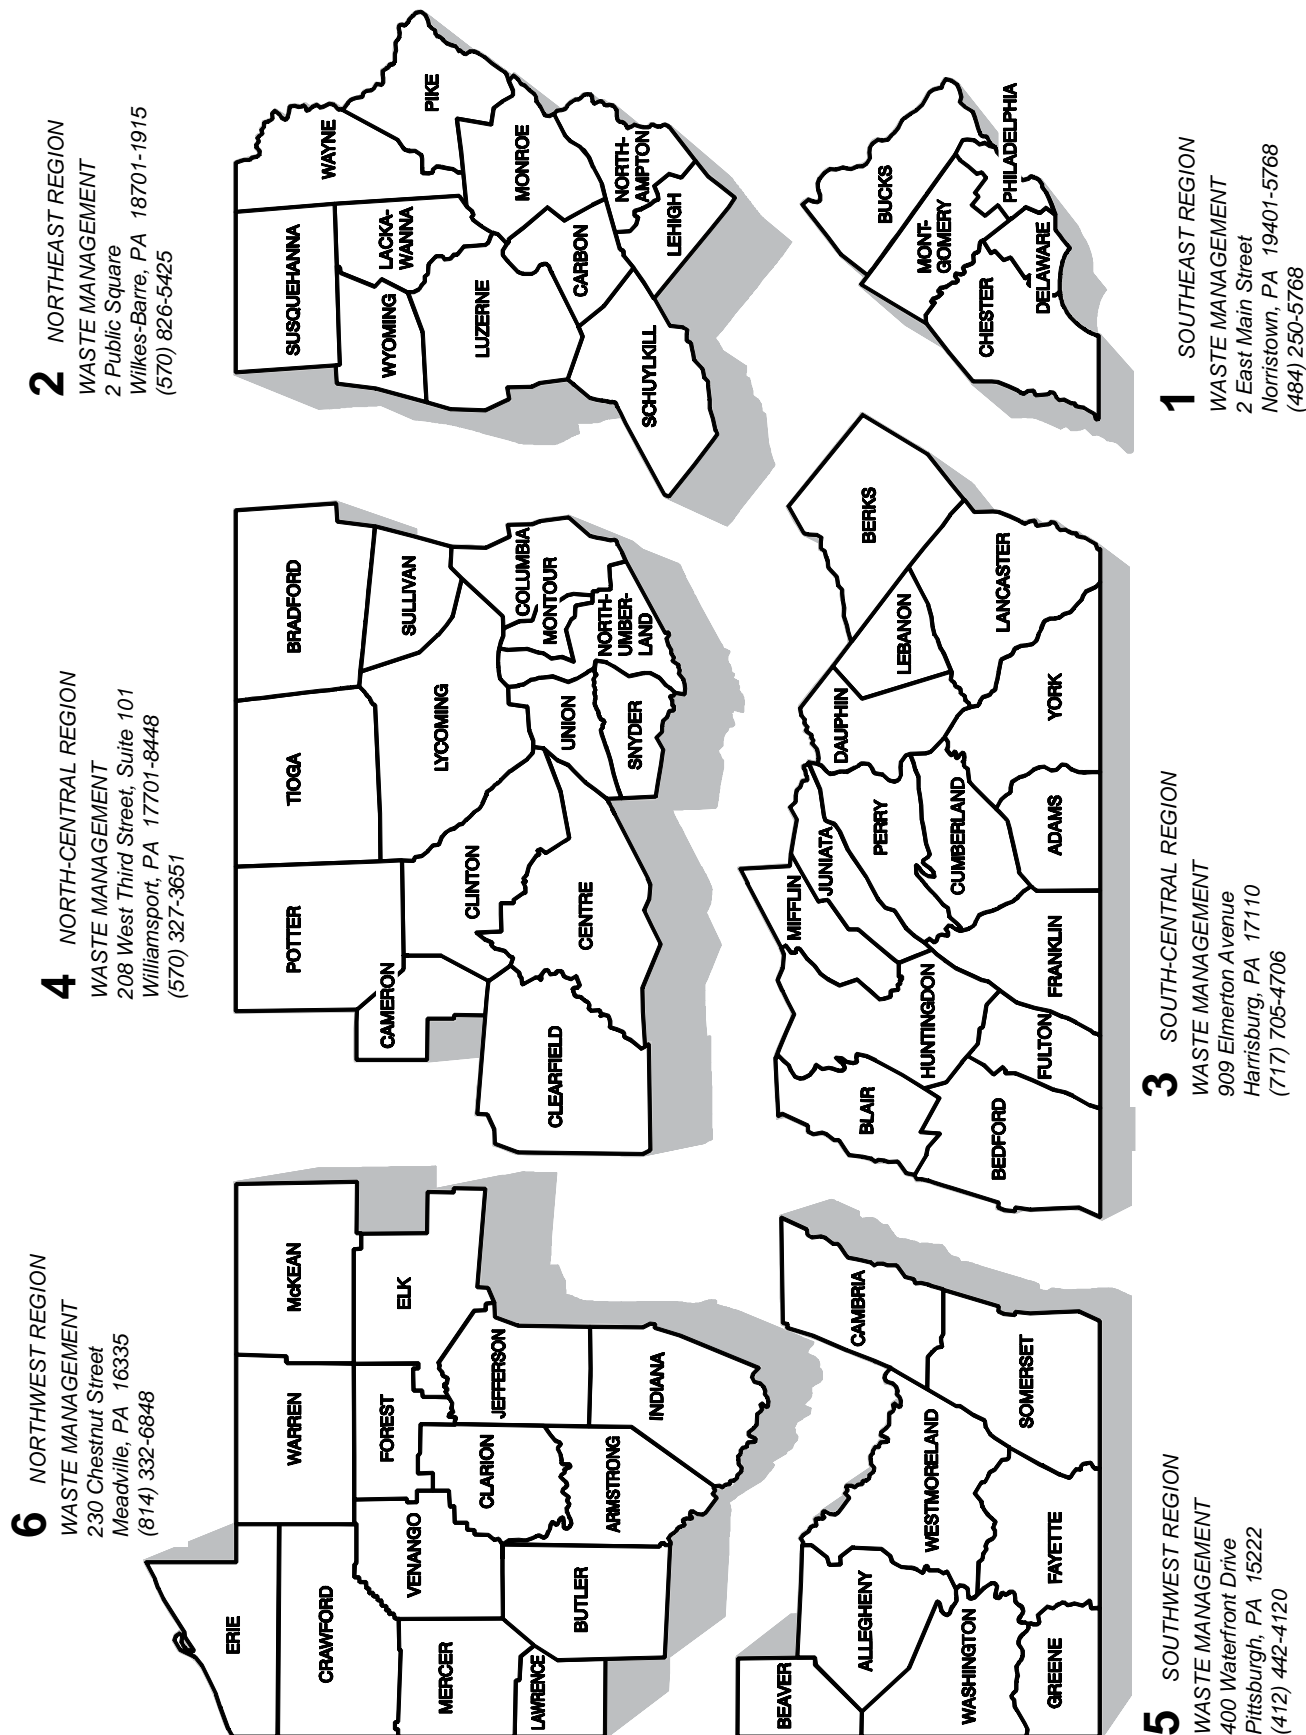 6 NORTHWEST REGION
WASTE MANAGEMENT
230 Chestnut Street
Meadville, PA 16335
(814) 332-6848
4 NORTH-CENTRAL REGION
WASTE MANAGEMENT
208 West Third Street, Suite 101
Williamsport, PA 17701-8448
(570) 327-3651
2 NORTHEAST REGION
WASTE MANAGEMENT
2 Public Square
Wilkes-Barre, PA 18701-1915
(570) 826-5425
ERIE
CRAWFORD
WARREN
McKEAN
MERCER
VENANGO
FOREST
ELK
LAWRENCE
BUTLER
CLARION
JEFFERSON
ARMSTRONG
INDIANA
POTTER
TIOGA
BRADFORD
CAMERON
CLINTON
LYCOMING
SULLIVAN
CLEARFIELD
CENTRE
UNION
SNYDER
COLUMBIA
MONTOUR
NORTH-
UMBER-
LAND
SUSQUEHANNA
WAYNE
WYOMING
LACKA-
WANNA
PIKE
LUZERNE
MONROE
CARBON
NORTH-
AMPTON
SCHUYLKILL
LEHIGH
BEAVER
ALLEGHENY
WESTMORELAND
CAMBRIA
WASHINGTON
GREENE
FAYETTE
SOMERSET
BLAIR
BEDFORD
HUNTINGDON
FULTON
MIFFLIN
JUNIATA
PERRY
CUMBERLAND
FRANKLIN
ADAMS
DAUPHIN
LEBANON
BERKS
YORK
LANCASTER
BUCKS
MONT-
GOMERY
CHESTER
DELAWARE
PHILADELPHIA
5 SOUTHWEST REGION
WASTE MANAGEMENT
400 Waterfront Drive
Pittsburgh, PA 15222
(412) 442-4120
3 SOUTH-CENTRAL REGION
WASTE MANAGEMENT
909 Elmerton Avenue
Harrisburg, PA 17110
(717) 705-4706
1 SOUTHEAST REGION
WASTE MANAGEMENT
2 East Main Street
Norristown, PA 19401-5768
(484) 250-5768